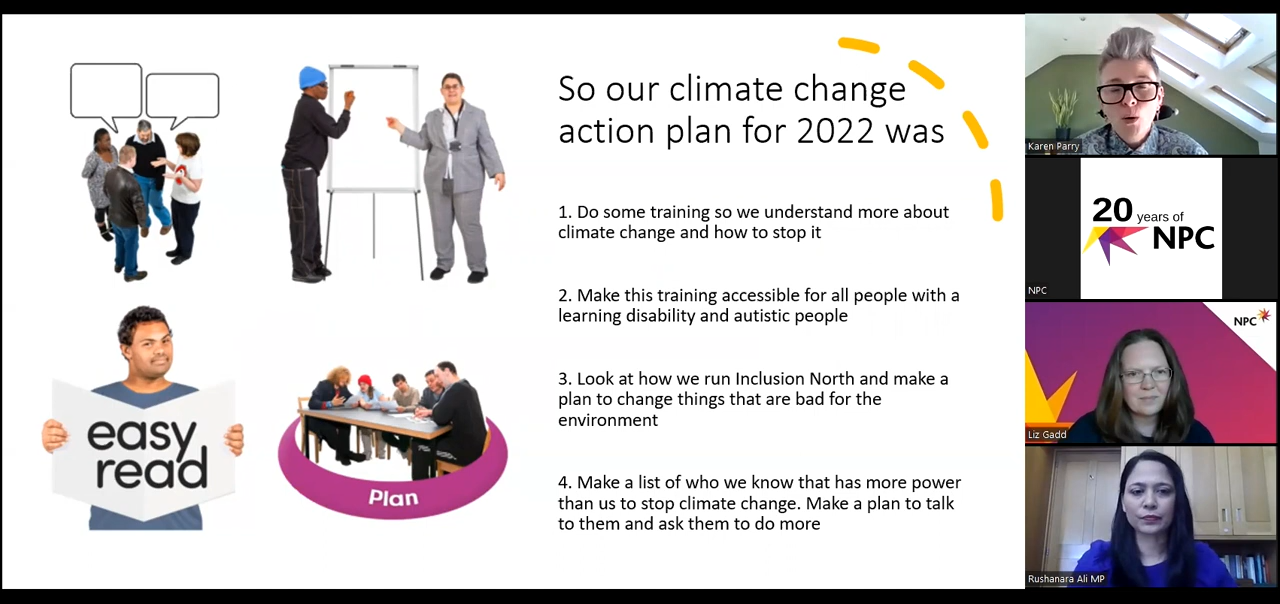 So our climate change
action plan for 2022 was
1. Do some training so we understand more about
climate change and how to stop it
2. Make this training accessible for all people with a
learning disability and autistic people
3. Look at how we run Inclusion North and make a
plan to change things that are bad for the
environment
4. Make a list of who we know that has more power
than us to stop climate change. Make a plan to talk
to them and ask them to do more
easy
read
Plan
Karen Parry
20 years of
NPC
NPC
NPC
Liz Gadd
Rushanara Ali MP